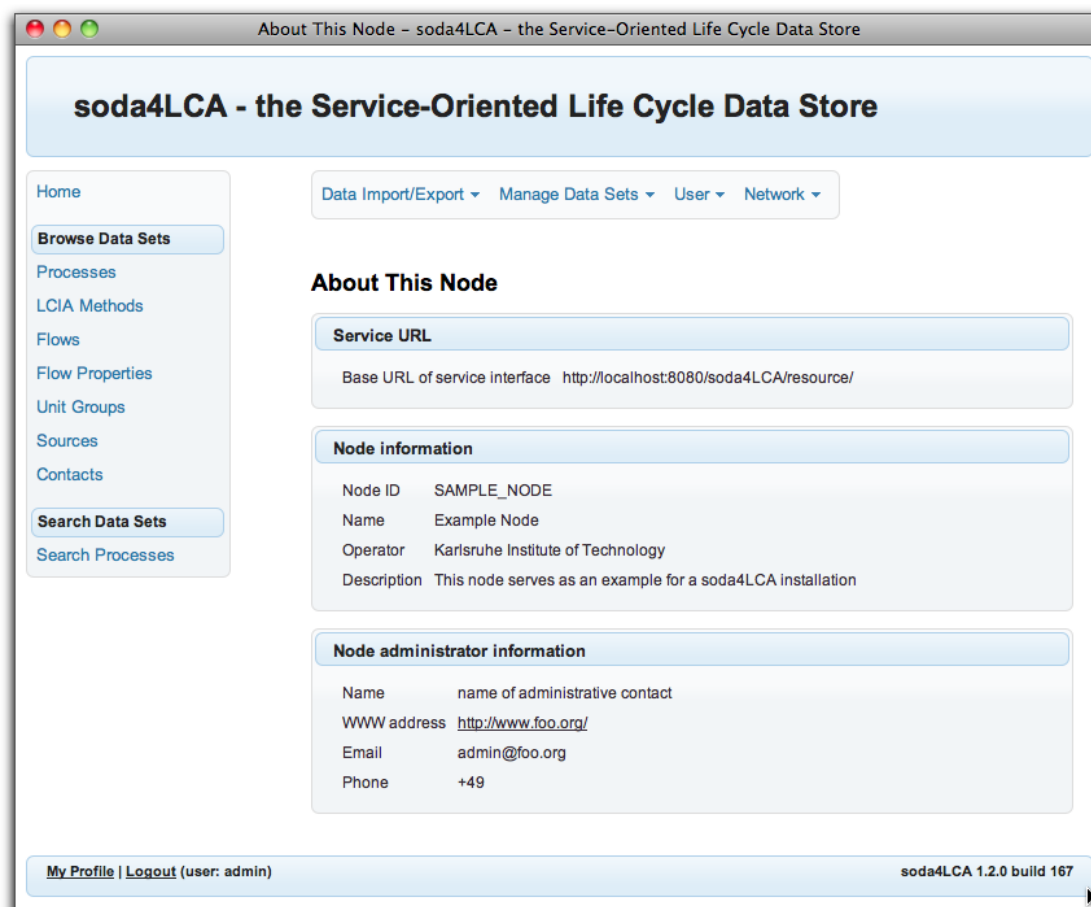 About This Node – soda4LCA – the Service-Oriented Life Cycle Data Store
soda4LCA - the Service-Oriented Life Cycle Data Store
Home
Browse Data Sets
Processes
LCIA Methods
Flows
Flow Properties
Unit Groups
Sources
Contacts
Search Data Sets
Search Processes
Data Import/Export Manage Data Sets User Network
About This Node
Service URL
Base URL of service interface http://localhost:8080/soda4LCA/resource/
Node information
Node ID SAMPLE_NODE
Name Example Node
Operator Karlsruhe Institute of Technology
Description This node serves as an example for a soda4LCA installation
Node administrator information
Name name of administrative contact
WWW address http://www.foo.org/
Email admin@foo.org
Phone +49
My Profile | Logout (user: admin) soda4LCA 1.2.0 build 167